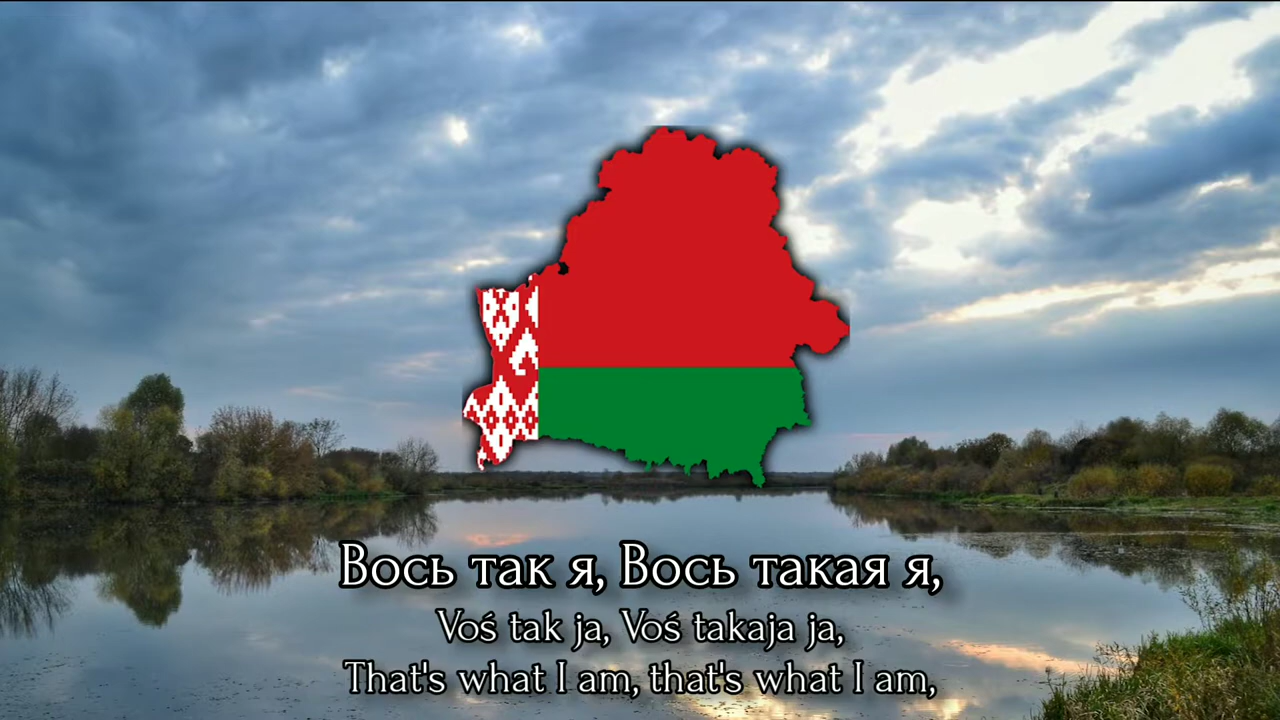 Вось так я, Вось такая я,
Voś tak ja, Voś takaja ja,
That's what I am, that's what I am,